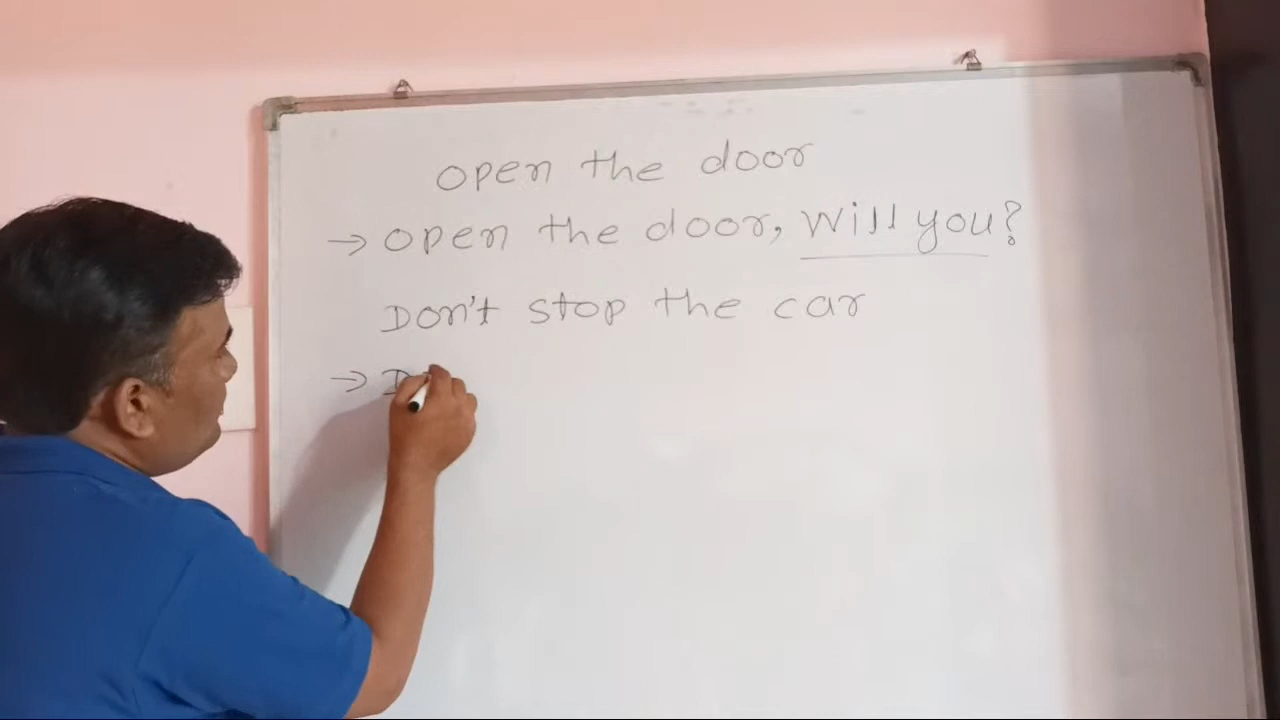 open the door
→ open the door, will you?
Don't stop the car
→ D